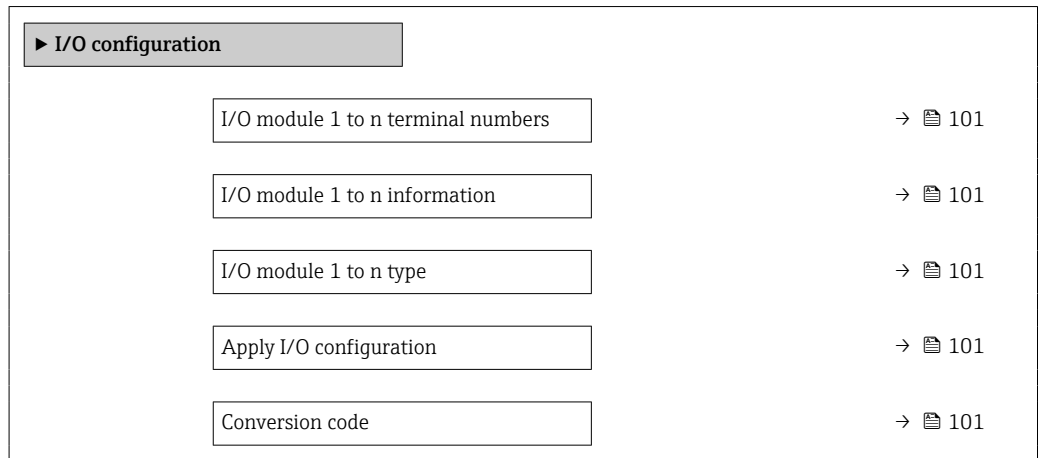 ▶ I/O configuration
I/O module 1 to n terminal numbers → 101
I/O module 1 to n information → 101
I/O module 1 to n type → 101
Apply I/O configuration → 101
Conversion code → 101